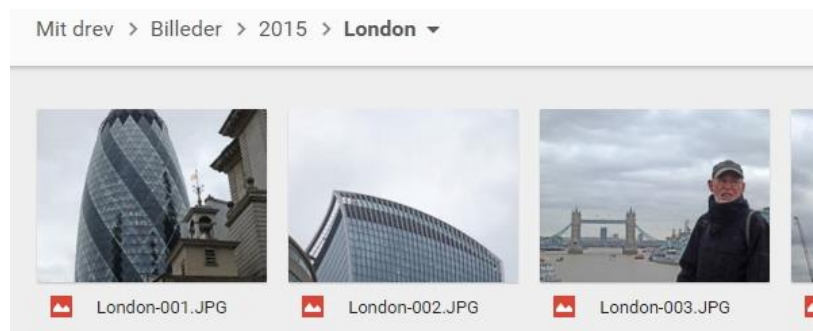 Mit drev > Billeder > 2015 > London
London-001.JPG
London-002.JPG
London-003.JPG